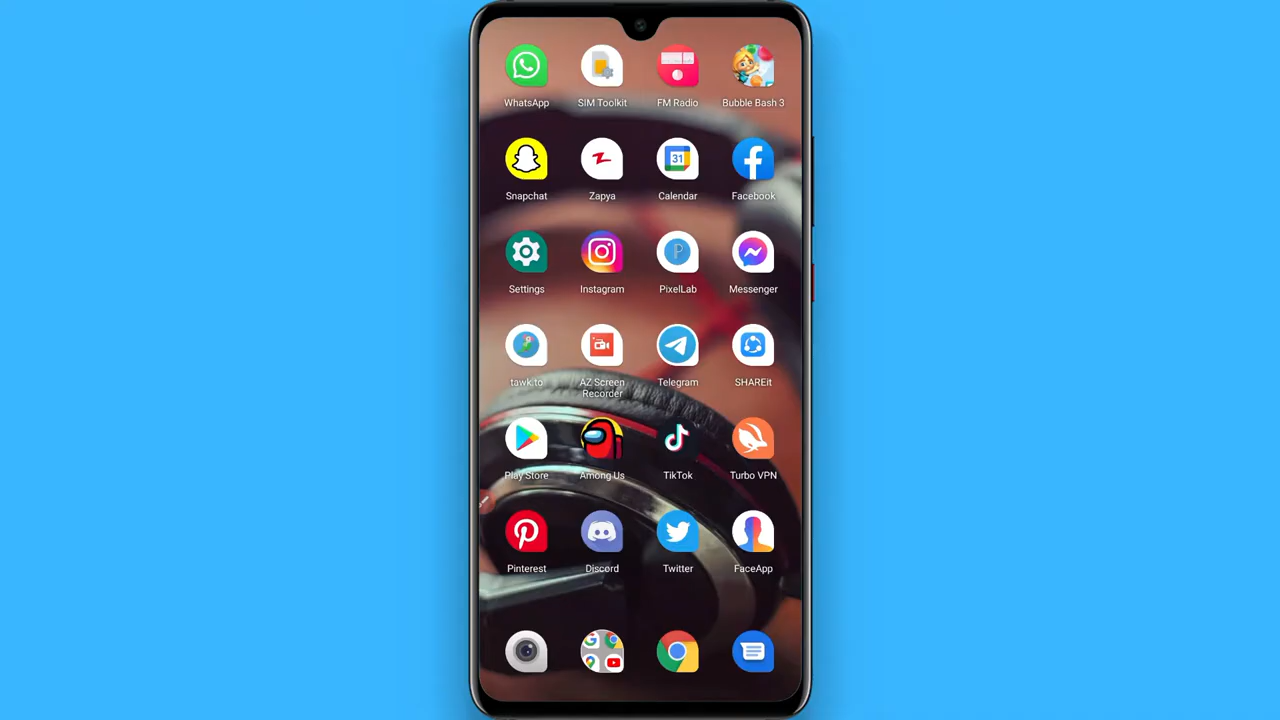 WhatsApp SIM Toolkit FM Radio Bubble Bash 3
31
Snapchat Zapya Calendar Facebook
Settings Instagram PixelLab Messenger
tawk.to AZ Screen Recorder Telegram SHAREit
Play Store Among Us TikTok Turbo VPN
Pinterest Discord Twitter FaceApp